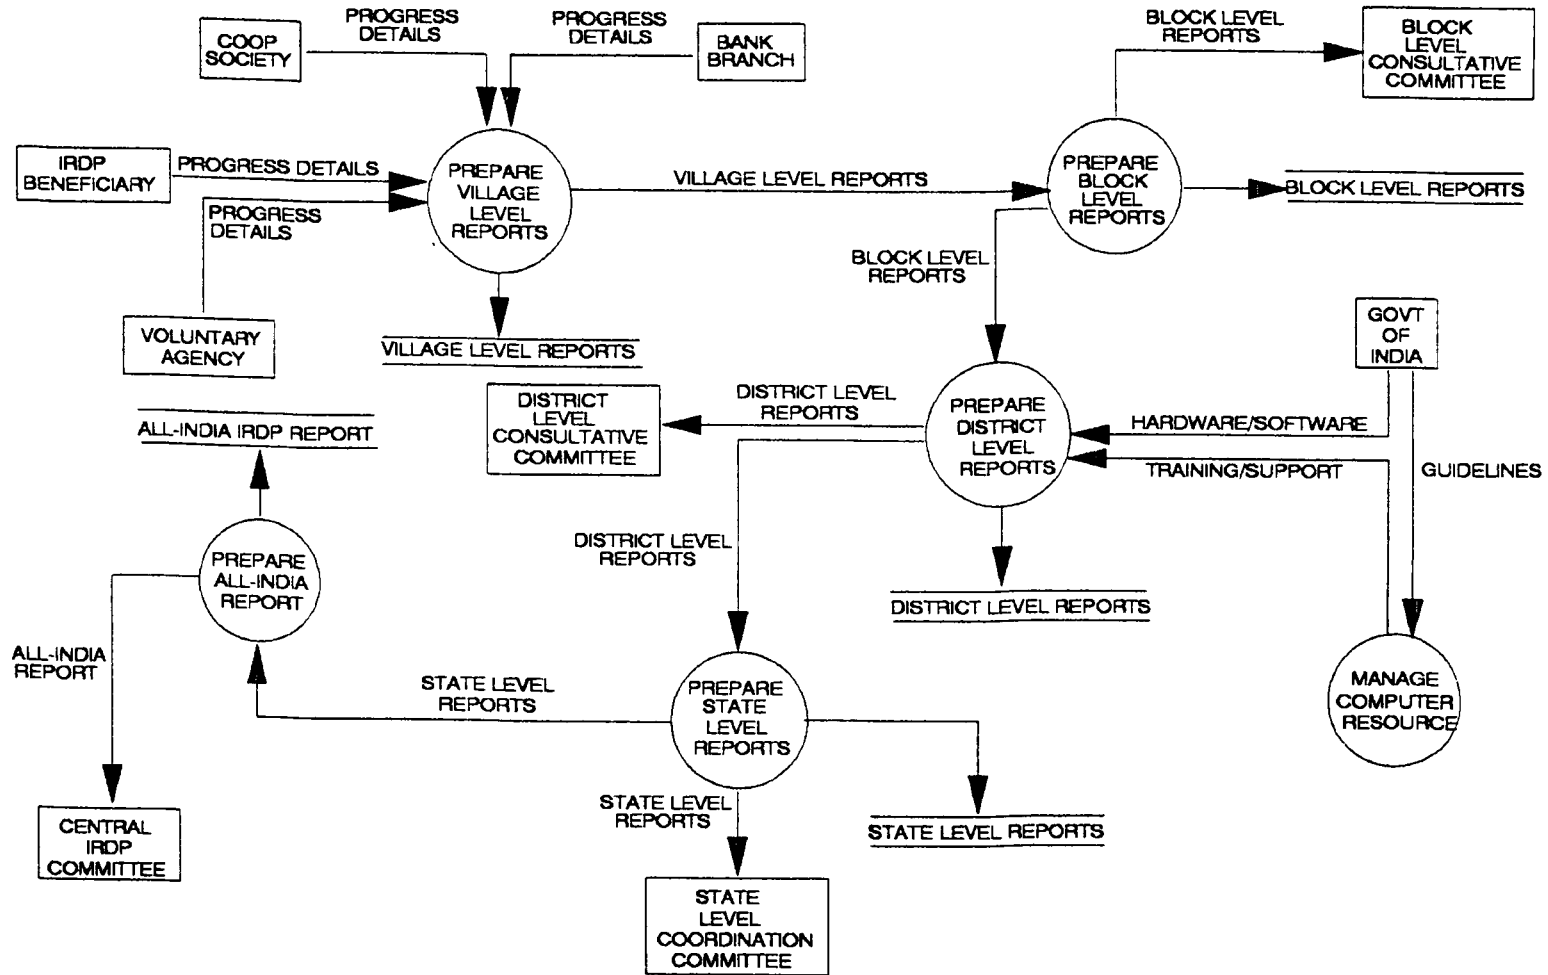 PROGRESS
DETAILS
PROGRESS
DETAILS
BLOCK LEVEL
REPORTS
COOP
SOCIETY
BANK
BRANCH
BLOCK
LEVEL
CONSULTATIVE
COMMITTEE
IRDP
BENEFICIARY
PROGRESS DETAILS
PREPARE
VILLAGE
LEVEL
REPORTS
VILLAGE LEVEL REPORTS
PREPARE
BLOCK
LEVEL
REPORTS
BLOCK LEVEL REPORTS
PROGRESS
DETAILS
BLOCK LEVEL
REPORTS
VOLUNTARY
AGENCY
VILLAGE LEVEL REPORTS
GOVT
OF
INDIA
ALL-INDIA IRDP REPORT
DISTRICT
LEVEL
CONSULTATIVE
COMMITTEE
DISTRICT LEVEL
REPORTS
PREPARE
DISTRICT
LEVEL
REPORTS
HARDWARE/SOFTWARE
TRAINING/SUPPORT
GUIDELINES
DISTRICT LEVEL
REPORTS
PREPARE
ALL-INDIA
REPORT
DISTRICT LEVEL REPORTS
ALL-INDIA
REPORT
STATE LEVEL
REPORTS
PREPARE
STATE
LEVEL
REPORTS
MANAGE
COMPUTER
RESOURCE
STATE LEVEL
REPORTS
STATE LEVEL REPORTS
CENTRAL
IRDP
COMMITTEE
STATE
LEVEL
COORDINATION
COMMITTEE